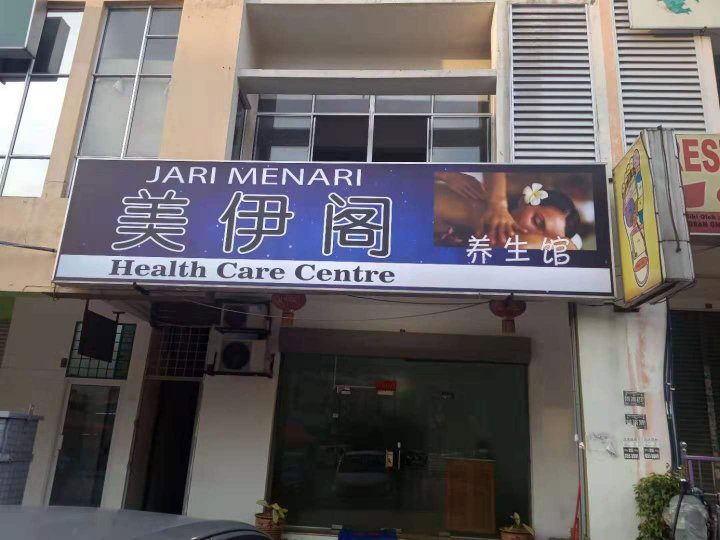 JARI MENARI
美伊阁
养生馆
Health Care Centre